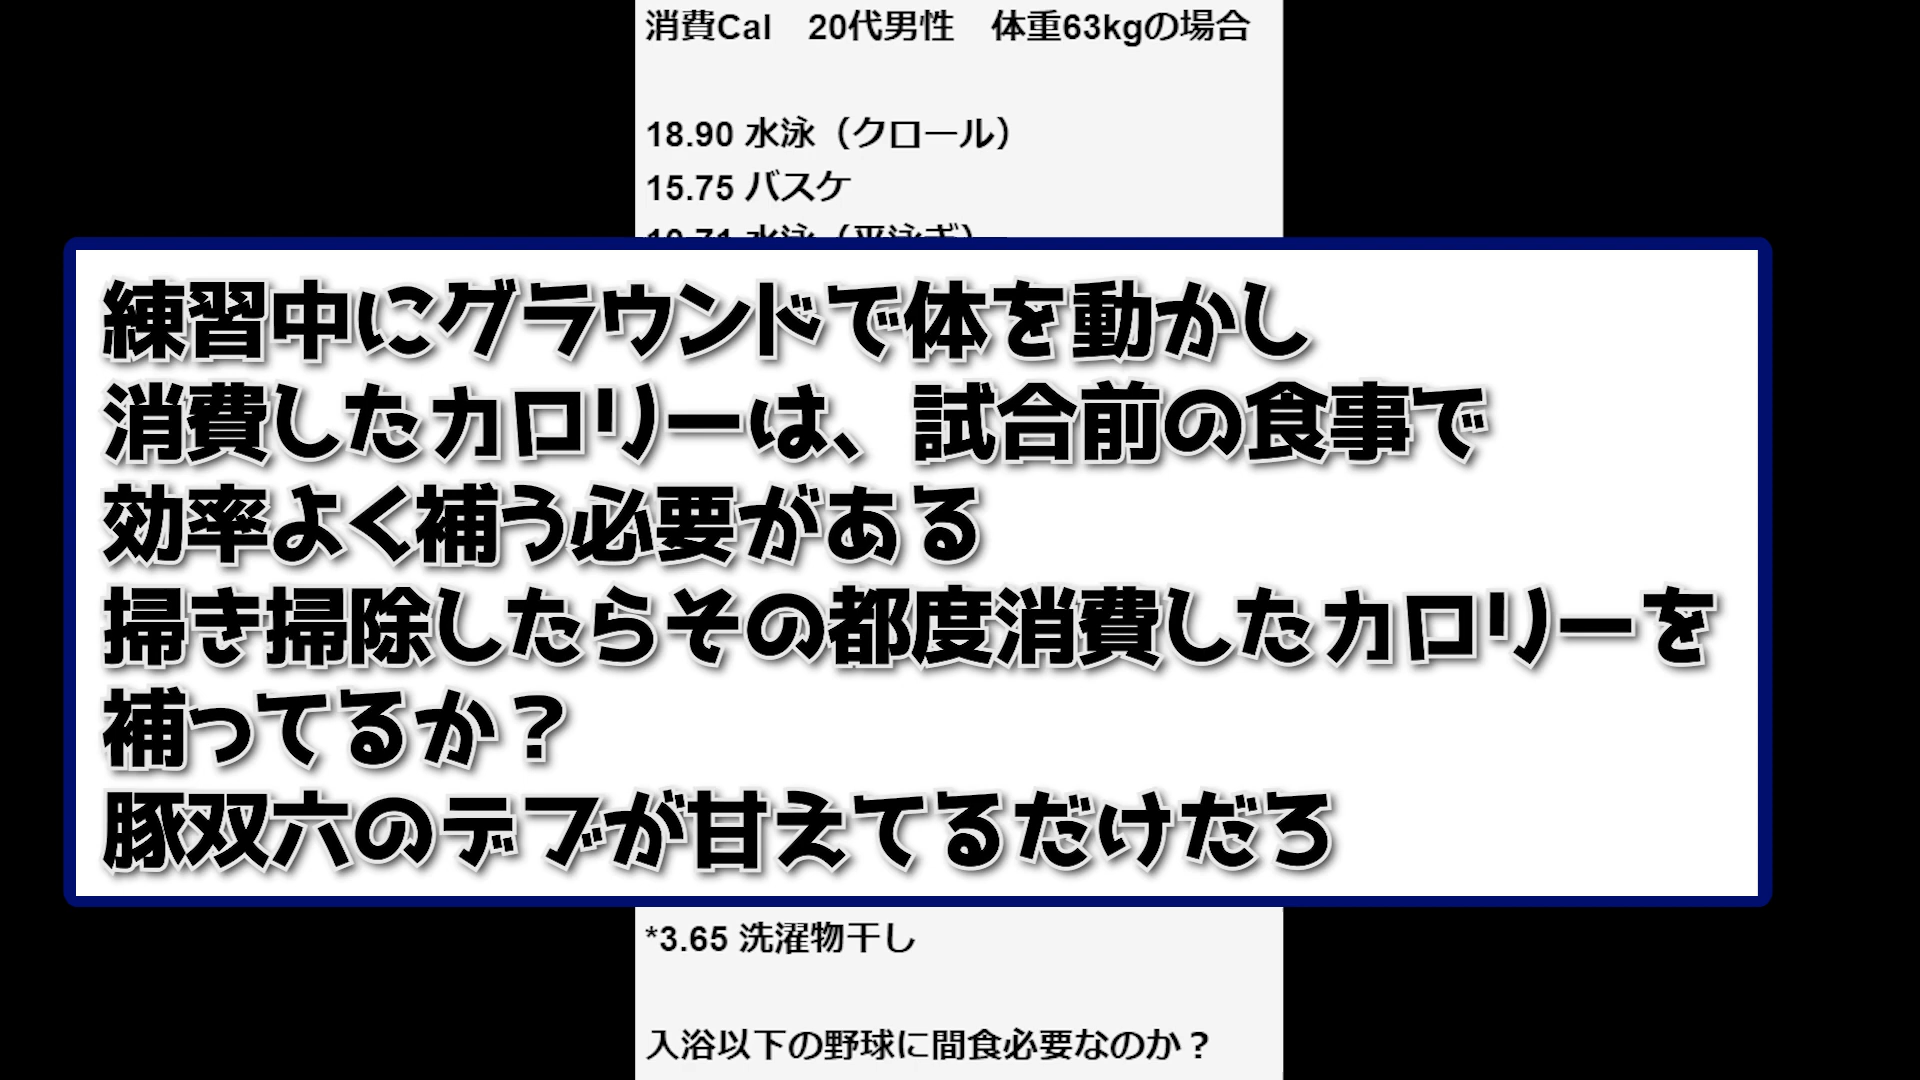 消費Cal　20代男性　体重63kgの場合
18.90 水泳（クロール）
15.75 バスケ
10.71 水泳（平泳ぎ）
練習中にグラウンドで体を動かし
消費したカロリーは、試合前の食事で
効率よく補う必要がある
掃き掃除したらその都度消費したカロリーを
補ってるか？
豚双六のデブが甘えてるだけだろ
*3.65 洗濯物干し
入浴以下の野球に間食必要なのか？